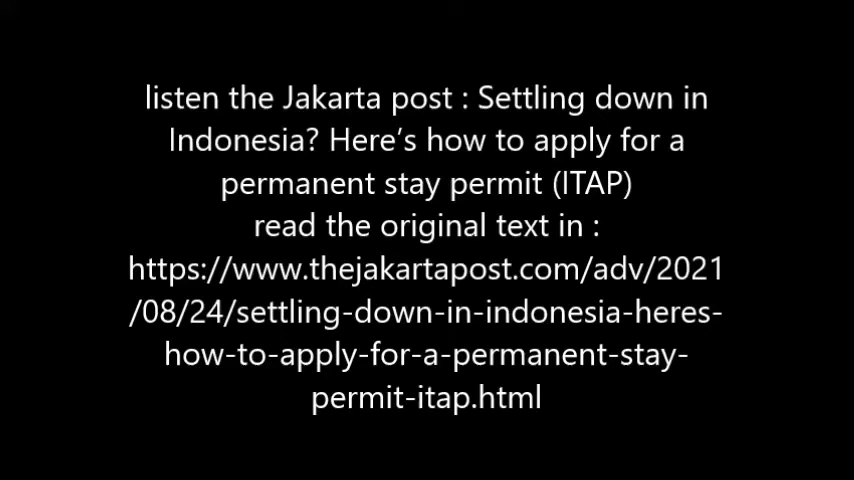 listen the Jakarta post : Settling down in
Indonesia? Here’s how to apply for a
permanent stay permit (ITAP)
read the original text in :
https://www.thejakartapost.com/adv/2021
/08/24/settling-down-in-indonesia-heres-
how-to-apply-for-a-permanent-stay-
permit-itap.html